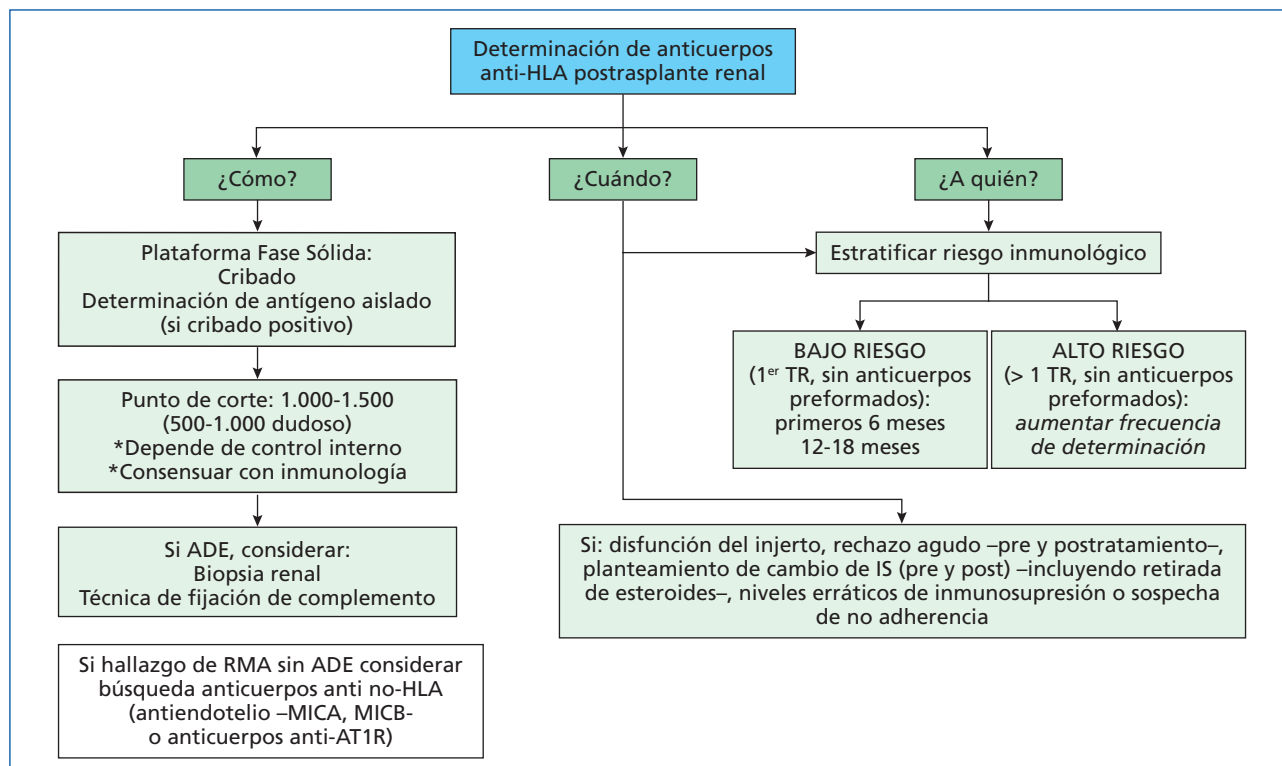 Determinación de anticuerpos
anti-HLA postrasplante renal
¿Cómo?
¿Cuándo?
¿A quién?
Plataforma Fase Sólida:
Cribado
Determinación de antígeno aislado
(si cribado positivo)
Estratificar riesgo inmunológico
Punto de corte: 1.000-1.500
(500-1.000 dudoso)
*Depende de control interno
*Consensuar con inmunología
BAJO RIESGO
(1er TR, sin anticuerpos
preformados):
primeros 6 meses
12-18 meses
ALTO RIESGO
(> 1 TR, sin anticuerpos
preformados):
aumentar frecuencia
de determinación
Si ADE, considerar:
Biopsia renal
Técnica de fijación de complemento
Si: disfunción del injerto, rechazo agudo –pre y postratamiento–,
planteamiento de cambio de IS (pre y post) –incluyendo retirada
de esteroides–, niveles erráticos de inmunosupresión o sospecha
de no adherencia
Si hallazgo de RMA sin ADE considerar
búsqueda anticuerpos anti no-HLA
(antiendotelio –MICA, MICB-
o anticuerpos anti-AT1R)